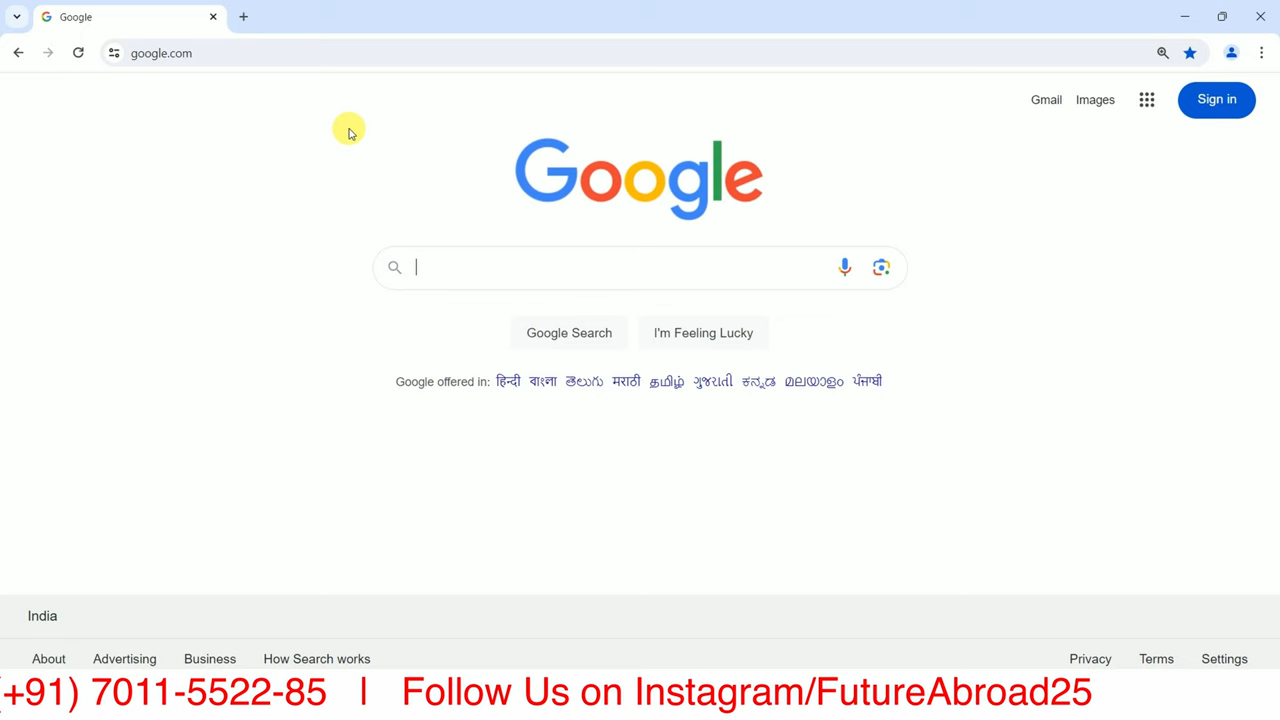 Google
google.com
Gmail Images Sign in
Google
Google Search I'm Feeling Lucky
Google offered in: हिन्दी বাংলা తెలుగు मराठी தமிழ் ગુજરાતી ಕನ್ನಡ മലയാളം ਪੰਜਾਬੀ
India
About Advertising Business How Search works Privacy Terms Settings
(+91) 7011-5522-85 | Follow Us on Instagram/FutureAbroad25